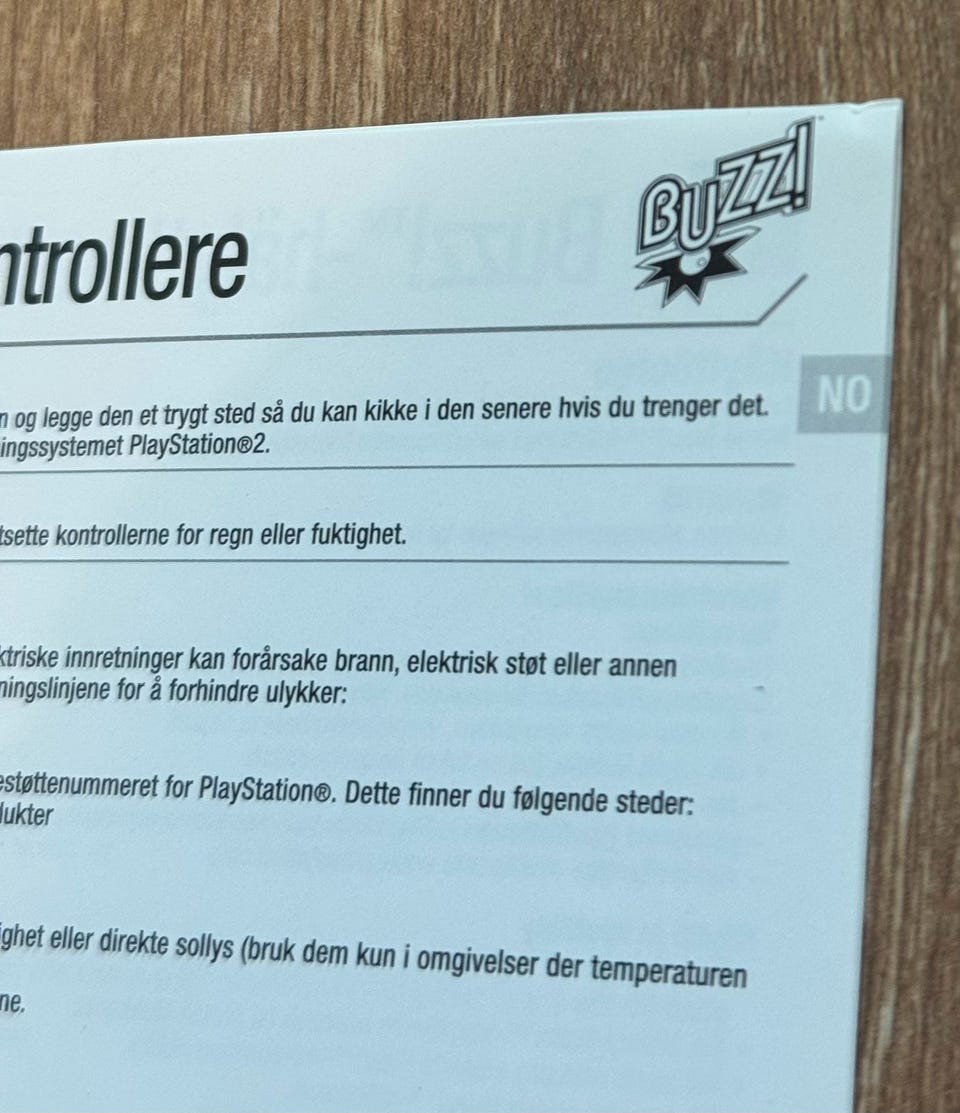 BUZZ!™
ntrollere
NO
n og legge den et trygt sted så du kan kikke i den senere hvis du trenger det.
ingssystemet PlayStation®2.
tsette kontrollerne for regn eller fuktighet.
ktriske innretninger kan forårsake brann, elektrisk støt eller annen
ningslinjene for å forhindre ulykker:
estøttenummeret for PlayStation®. Dette finner du følgende steder:
dukter
ighet eller direkte sollys (bruk dem kun i omgivelser der temperaturen
ne.